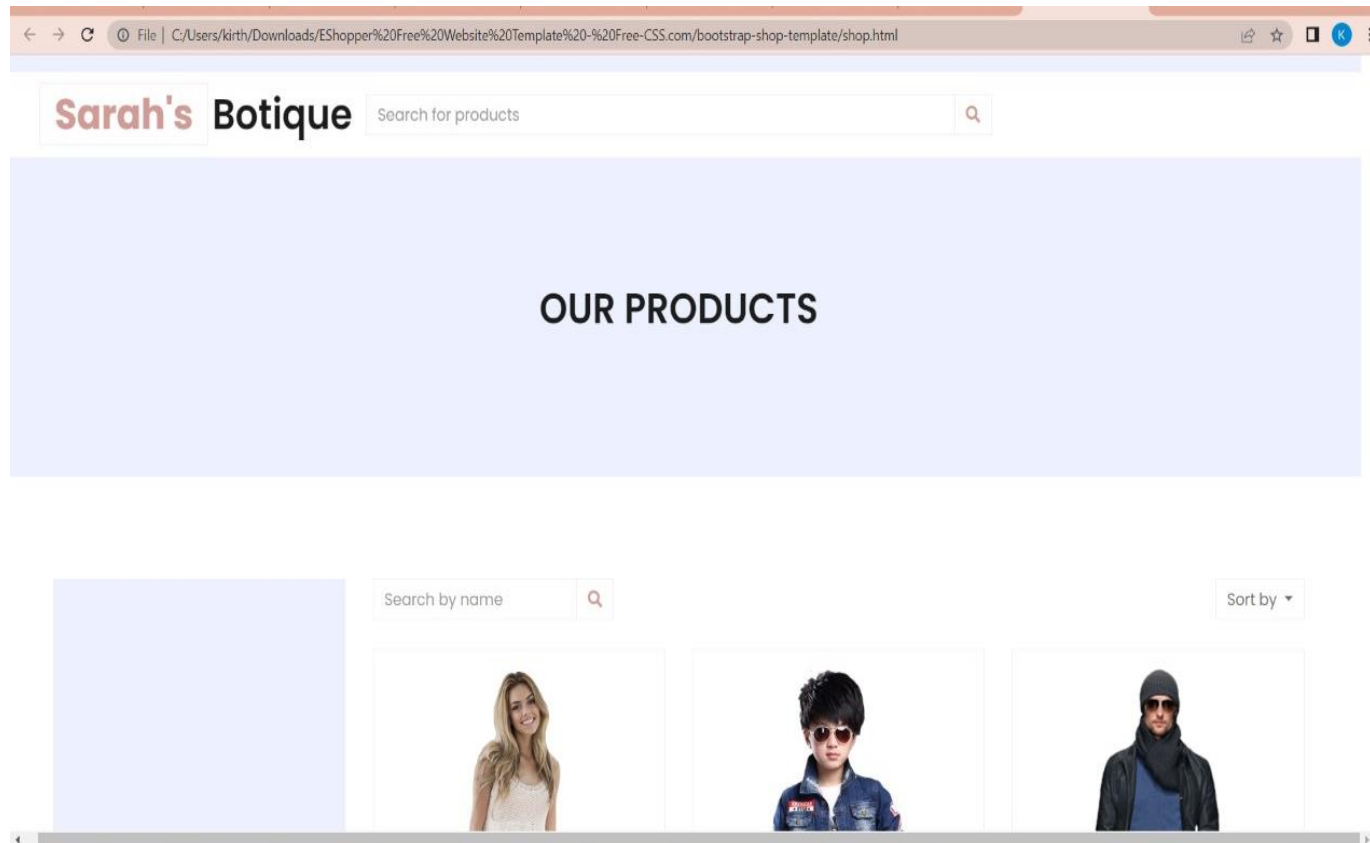 File | C:/Users/kirth/Downloads/EShopper%20Free%20Website%20Template%20-%20Free-CSS.com/bootstrap-shop-template/shop.html
K
Sarah's Botique
Search for products
OUR PRODUCTS
Search by name
Sort by